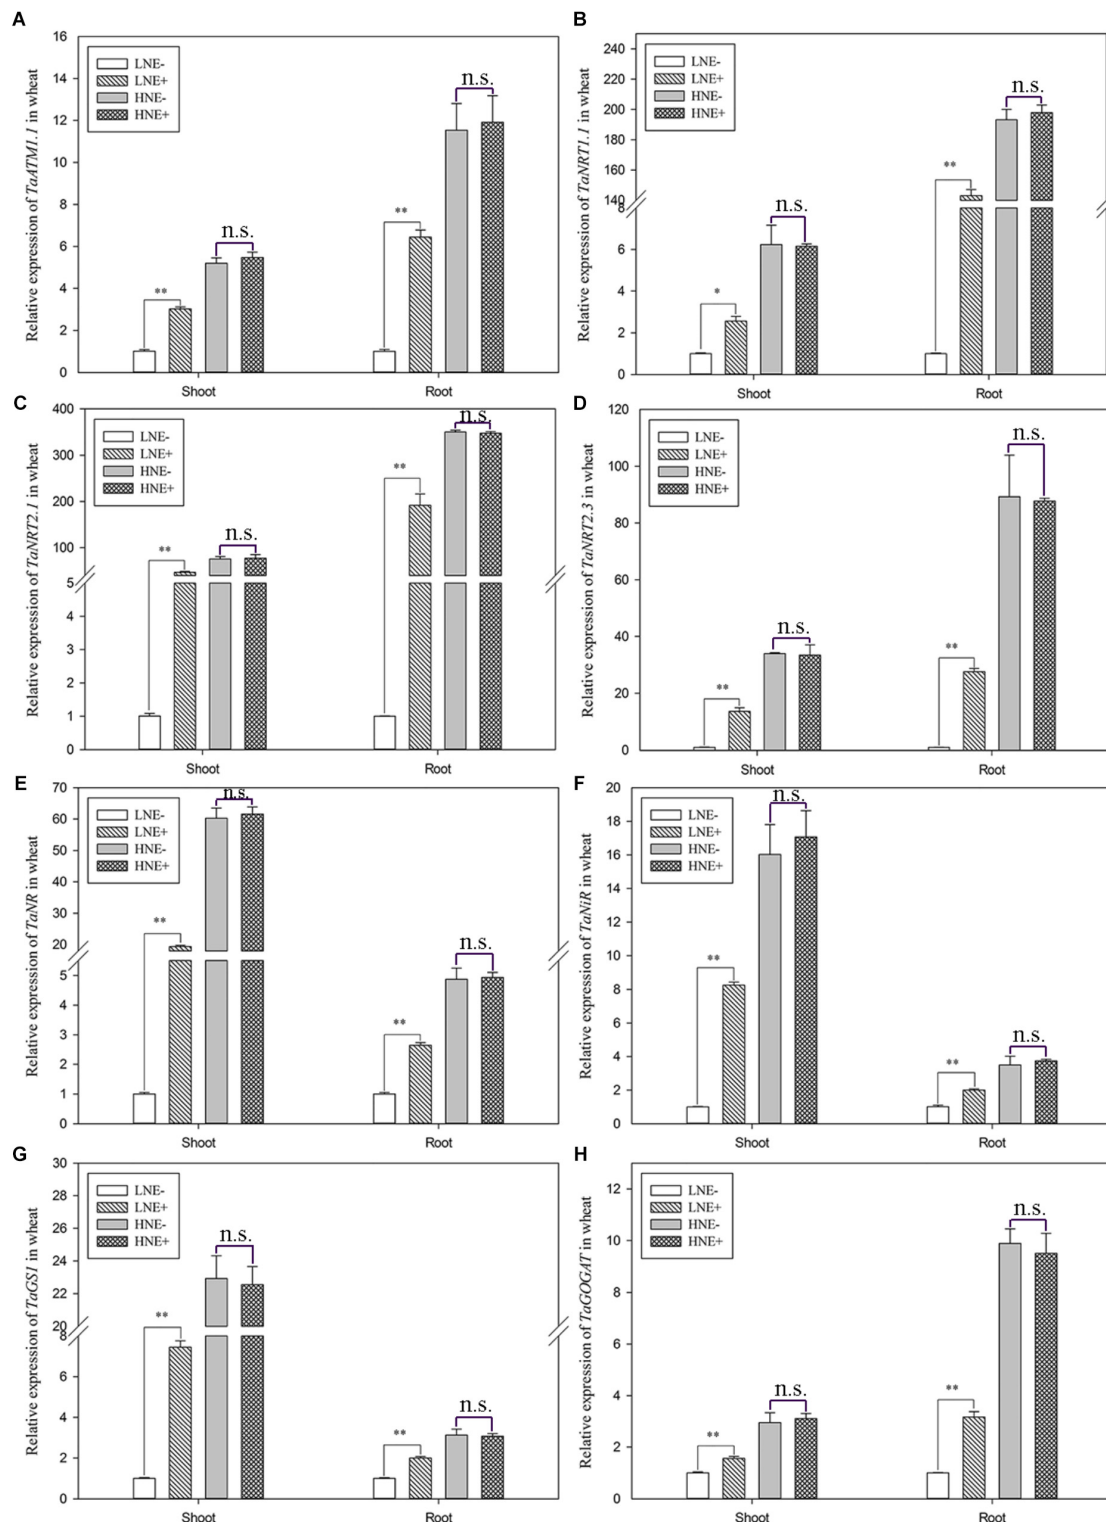 A
Relative expression of TaATM1.1 in wheat
16
14
12
10
8
6
4
2
0
LNE-
LNE+
HNE-
HNE+
**
n.s.
**
n.s.
Shoot
Root
B
Relative expression of TaNRT1.1 in wheat
240
220
200
180
160
140
8
6
4
2
0
LNE-
LNE+
HNE-
HNE+
*
n.s.
**
n.s.
Shoot
Root
C
Relative expression of TaNRT2.1 in wheat
400
300
200
100
5
4
3
2
1
0
LNE-
LNE+
HNE-
HNE+
**
n.s.
**
n.s.
Shoot
Root
D
Relative expression of TaNRT2.3 in wheat
120
100
80
60
40
20
0
LNE-
LNE+
HNE-
HNE+
**
n.s.
**
n.s.
Shoot
Root
E
Relative expression of TaNR in wheat
70
60
50
40
30
20
5
4
3
2
1
0
LNE-
LNE+
HNE-
HNE+
**
n.s.
**
n.s.
Shoot
Root
F
Relative expression of TaNiR in wheat
20
18
16
14
12
10
8
6
4
2
0
LNE-
LNE+
HNE-
HNE+
**
n.s.
**
n.s.
Shoot
Root
G
Relative expression of TaGS1 in wheat
30
28
26
24
22
20
8
6
4
2
0
LNE-
LNE+
HNE-
HNE+
**
n.s.
**
n.s.
Shoot
Root
H
Relative expression of TaGOGAT in wheat
12
10
8
6
4
2
0
LNE-
LNE+
HNE-
HNE+
**
n.s.
**
n.s.
Shoot
Root